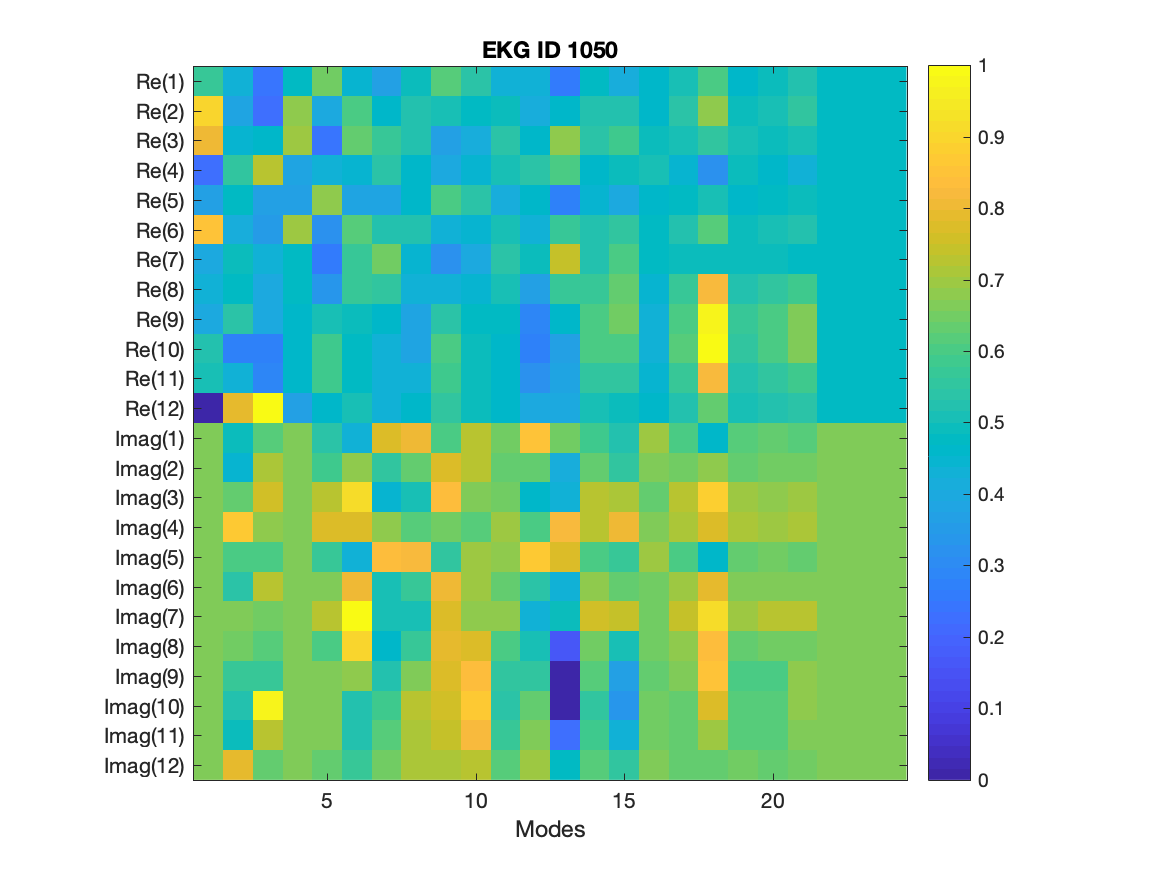 EKG ID 1050
Re(1)
Re(2)
Re(3)
Re(4)
Re(5)
Re(6)
Re(7)
Re(8)
Re(9)
Re(10)
Re(11)
Re(12)
Imag(1)
Imag(2)
Imag(3)
Imag(4)
Imag(5)
Imag(6)
Imag(7)
Imag(8)
Imag(9)
Imag(10)
Imag(11)
Imag(12)
5 10 15 20
Modes
1
0.9
0.8
0.7
0.6
0.5
0.4
0.3
0.2
0.1
0